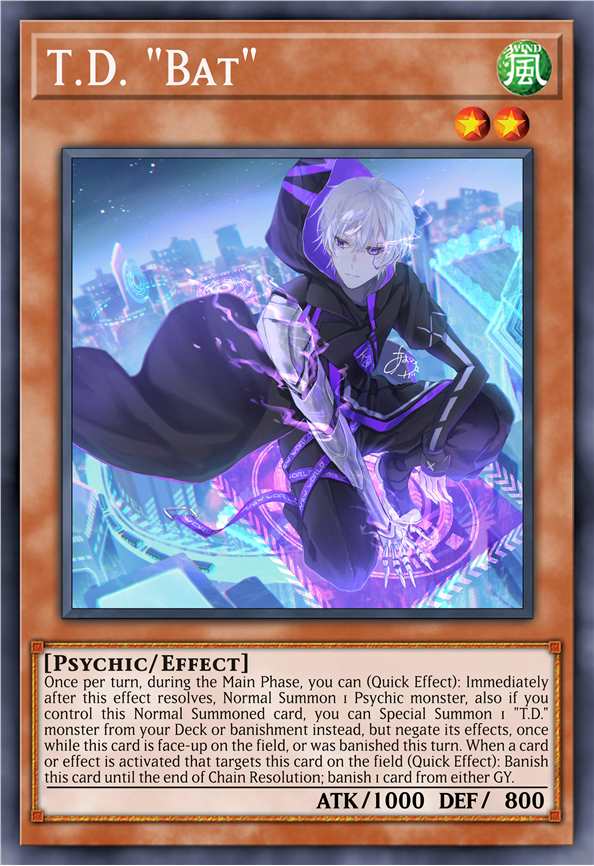 T.D. "Bat"
WIND
風
[Psychic/Effect]
Once per turn, during the Main Phase, you can (Quick Effect): Immediately
after this effect resolves, Normal Summon 1 Psychic monster, also if you
control this Normal Summoned card, you can Special Summon 1 "T.D."
monster from your Deck or banishment instead, but negate its effects, once
while this card is face-up on the field, or was banished this turn. When a card
or effect is activated that targets this card on the field (Quick Effect): Banish
this card until the end of Chain Resolution; banish 1 card from either GY.
ATK/1000 DEF/ 800